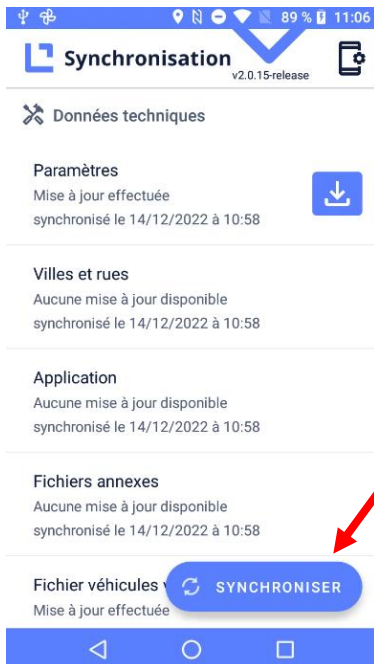 89 % 11:06
Synchronisation
v2.0.15-release
Données techniques
Paramètres
Mise à jour effectuée
synchronisé le 14/12/2022 à 10:58
Villes et rues
Aucune mise à jour disponible
synchronisé le 14/12/2022 à 10:58
Application
Aucune mise à jour disponible
synchronisé le 14/12/2022 à 10:58
Fichiers annexes
Aucune mise à jour disponible
synchronisé le 14/12/2022 à 10:58
Fichier véhicules
SYNCHRONISER
Mise à jour effectuée